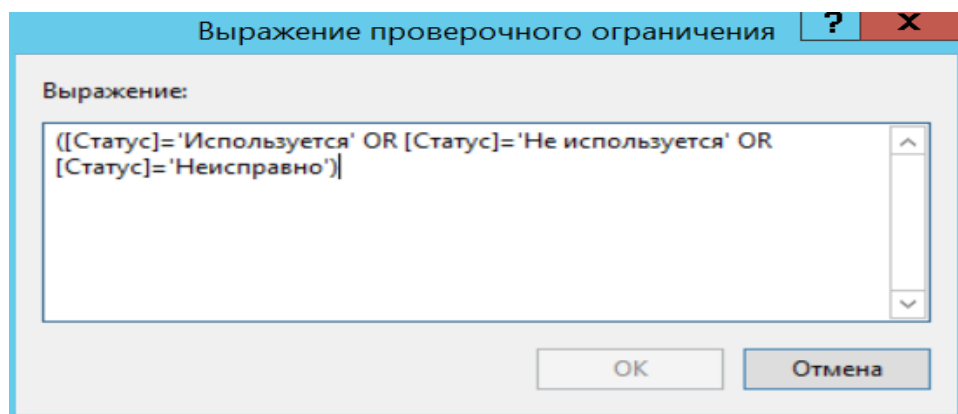 Выражение проверочного ограничения ? X
Выражение:
([Статус]='Используется' OR [Статус]='Не используется' OR
[Статус]='Неисправно')
OK Отмена